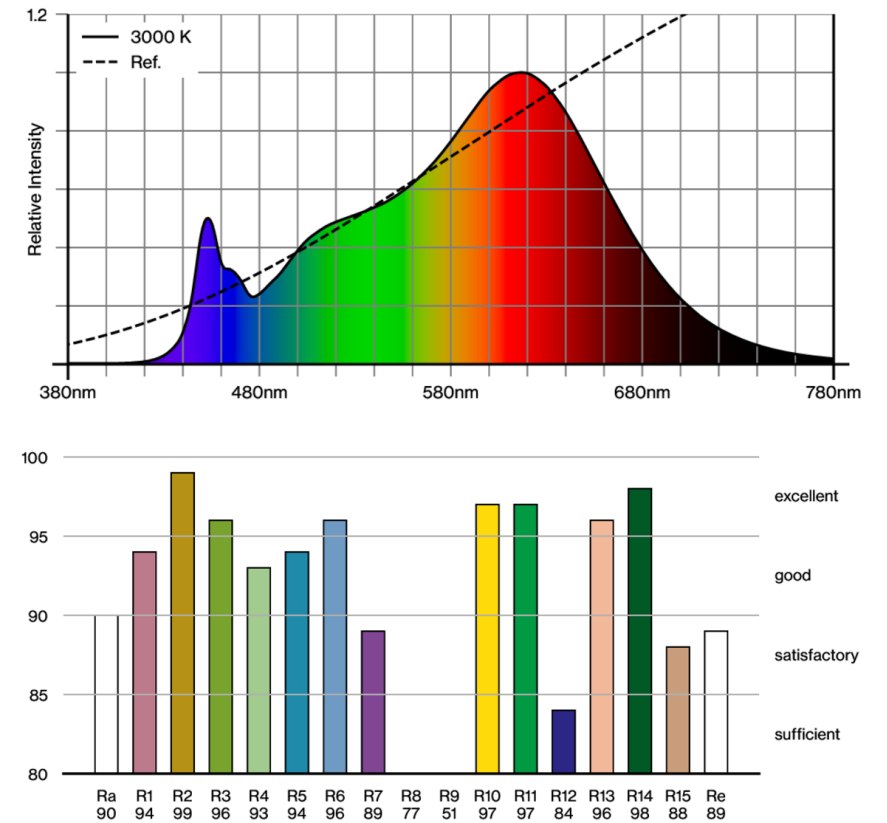 1.2
3000 K
Ref.
Relative Intensity
380nm 480nm 580nm 680nm 780nm
100
excellent
95
good
90
satisfactory
85
sufficient
80
Ra R1 R2 R3 R4 R5 R6 R7 R8 R9 R10 R11 R12 R13 R14 R15 Re
90 94 99 96 93 94 96 89 77 51 97 97 84 96 98 88 89